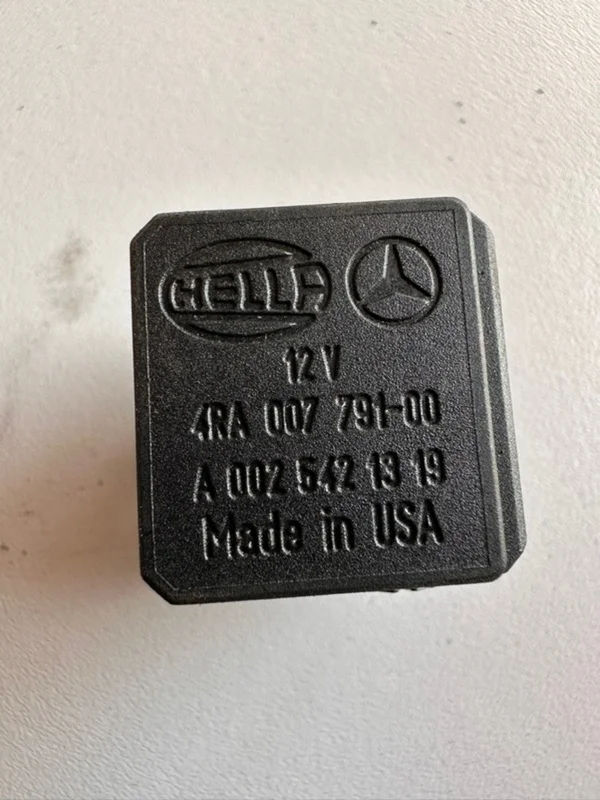 HELLA
12 V
4RA 007 791-00
A 002 542 13 19
Made in USA